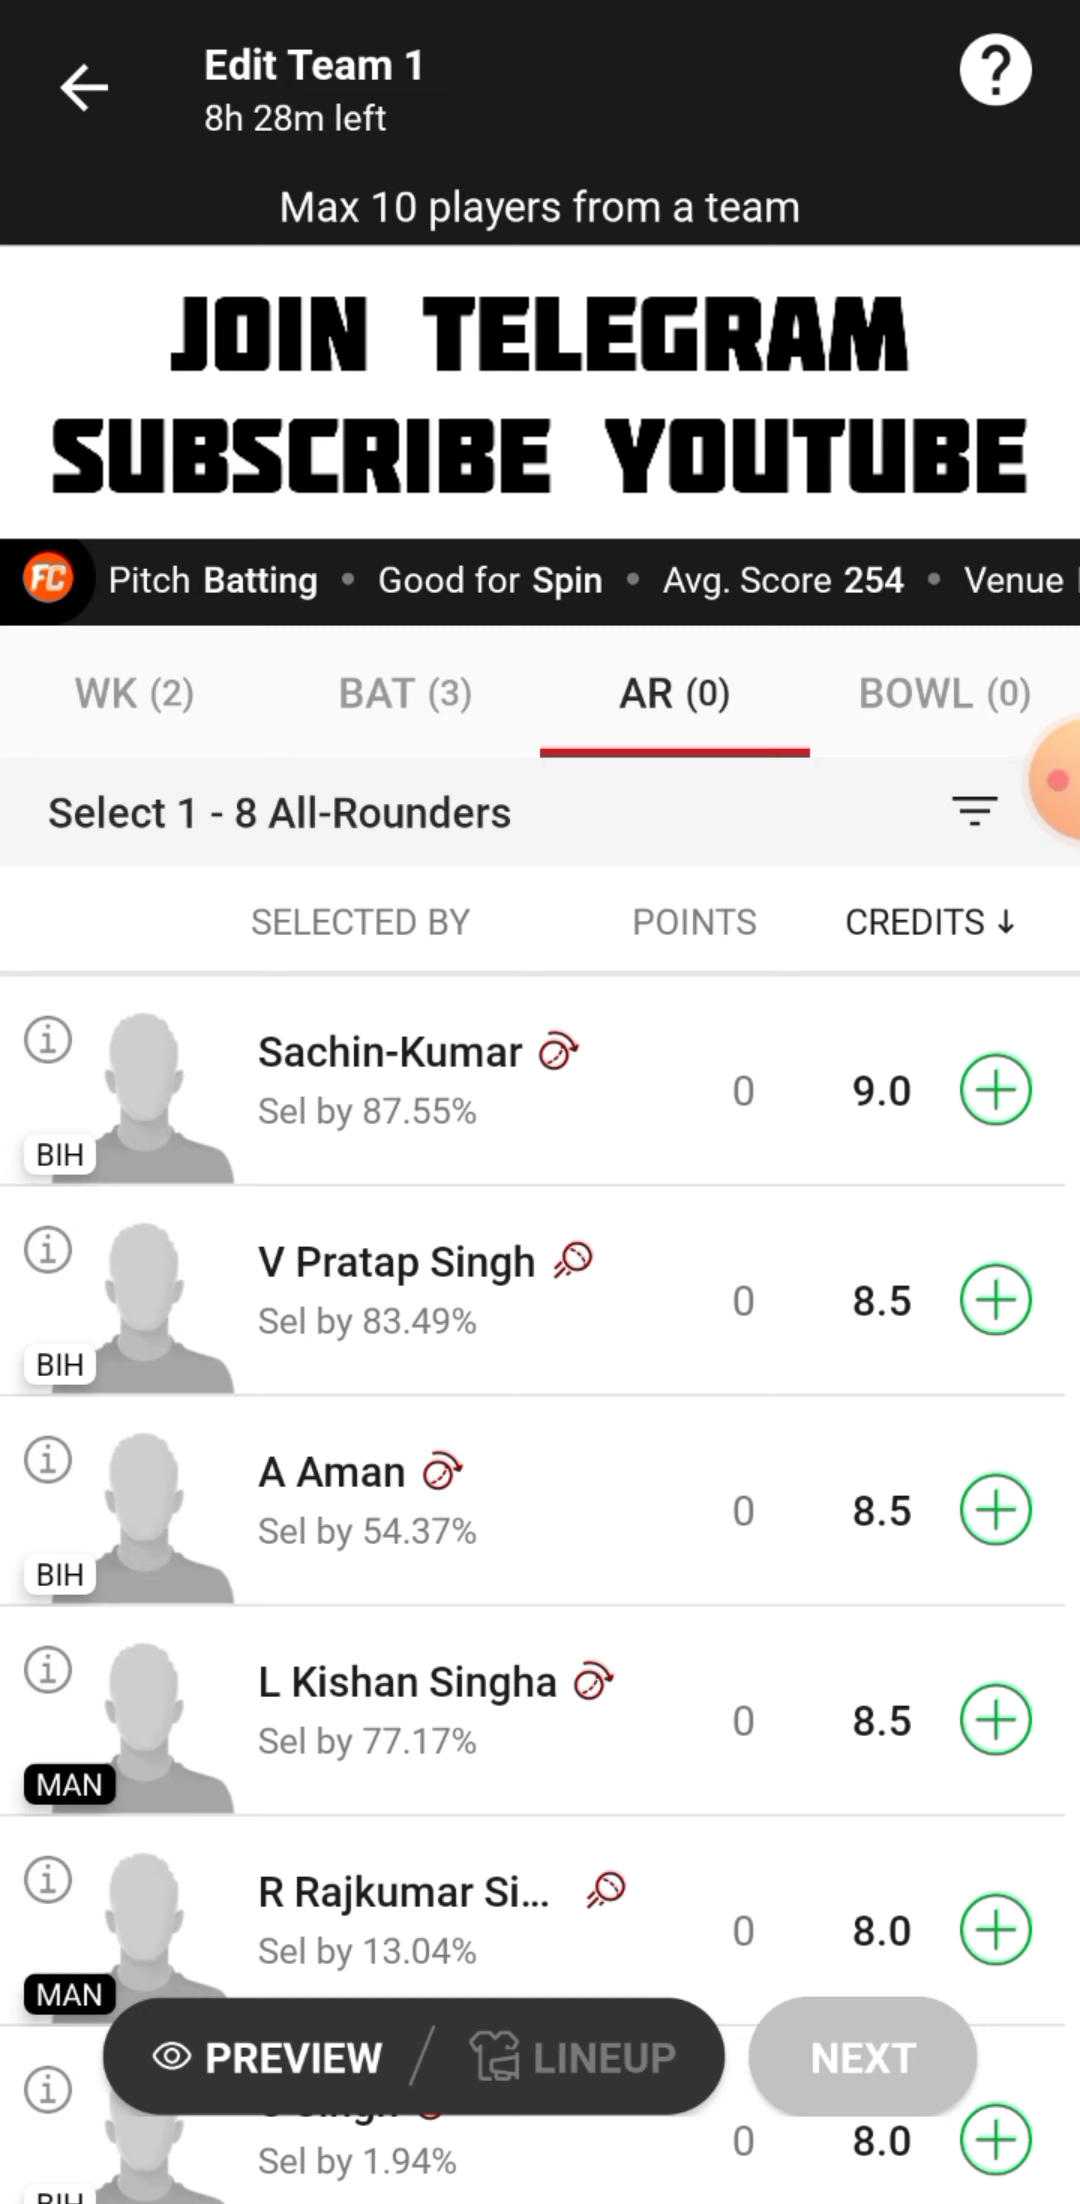 Edit Team 1
8h 28m left
?
Max 10 players from a team
JOIN TELEGRAM
SUBSCRIBE YOUTUBE
FC Pitch Batting • Good for Spin • Avg. Score 254 • Venue
WK (2) BAT (3) AR (0) BOWL (0)
Select 1 - 8 All-Rounders
SELECTED BY POINTS CREDITS ↓
Sachin-Kumar
Sel by 87.55% 0 9.0
BIH
V Pratap Singh
Sel by 83.49% 0 8.5
BIH
A Aman
Sel by 54.37% 0 8.5
BIH
L Kishan Singha
Sel by 77.17% 0 8.5
MAN
R Rajkumar Si...
Sel by 13.04% 0 8.0
MAN
PREVIEW / LINEUP NEXT
Sel by 1.94% 0 8.0
BIH